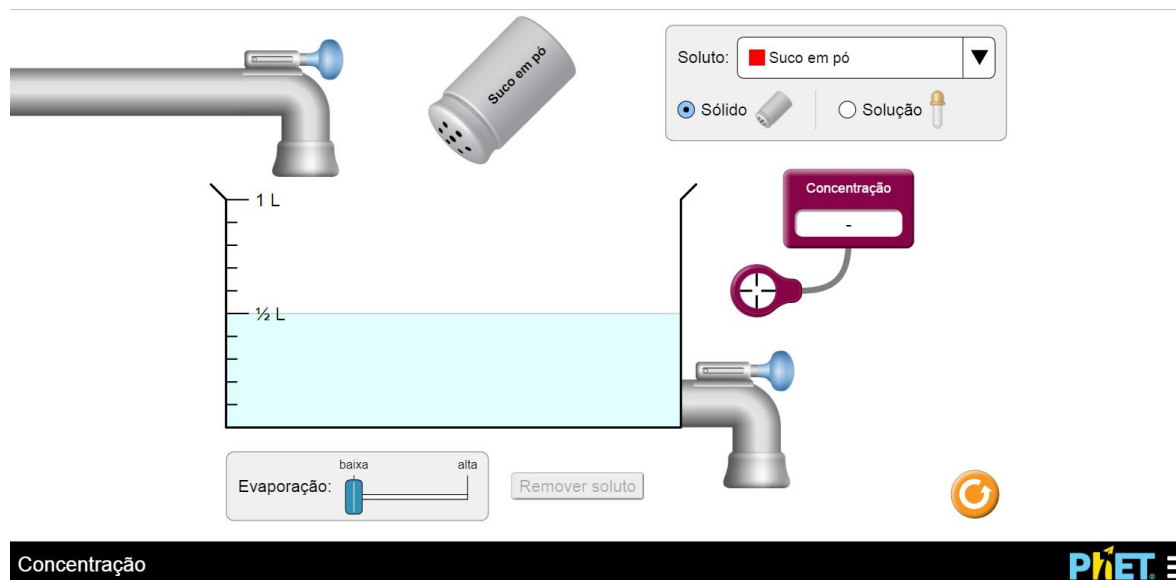 Suco em pó
Soluto: Suco em pó
Sólido Solução
Concentração
-
1 L
½ L
baixa alta
Evaporação:
Remover soluto
Concentração
PhET